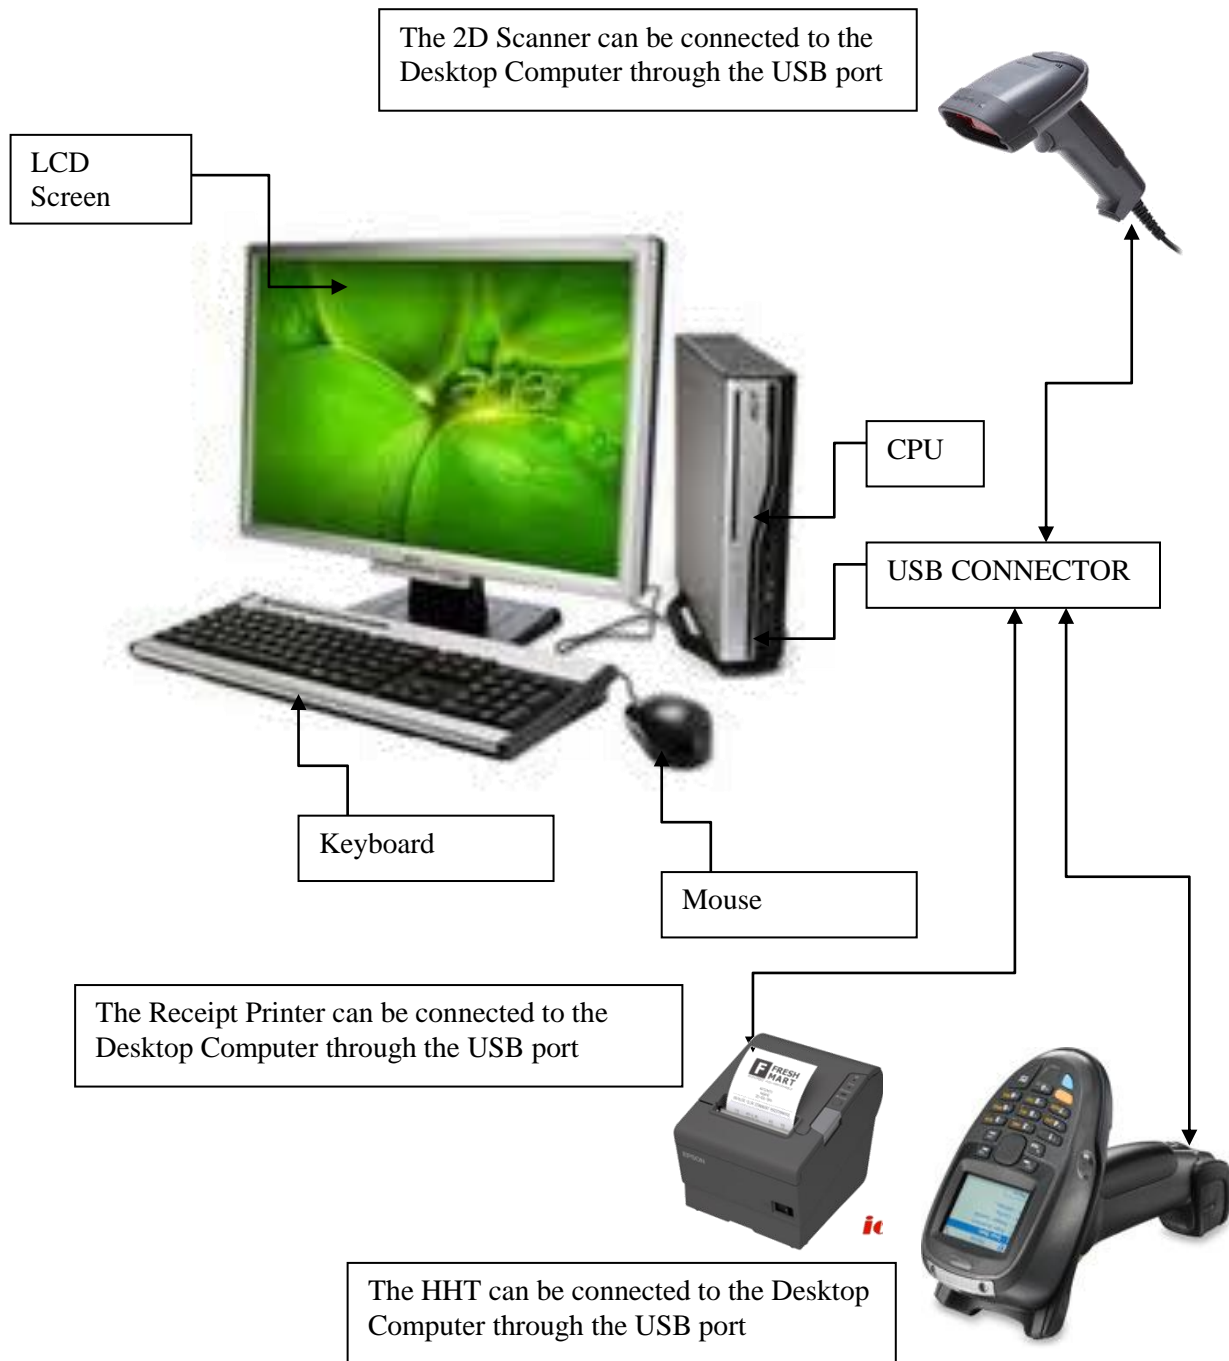 The 2D Scanner can be connected to the
Desktop Computer through the USB port
LCD
Screen
acer
CPU
USB CONNECTOR
Keyboard
Mouse
The Receipt Printer can be connected to the
Desktop Computer through the USB port
F FRESH
MART
EPSON
The HHT can be connected to the Desktop
Computer through the USB port